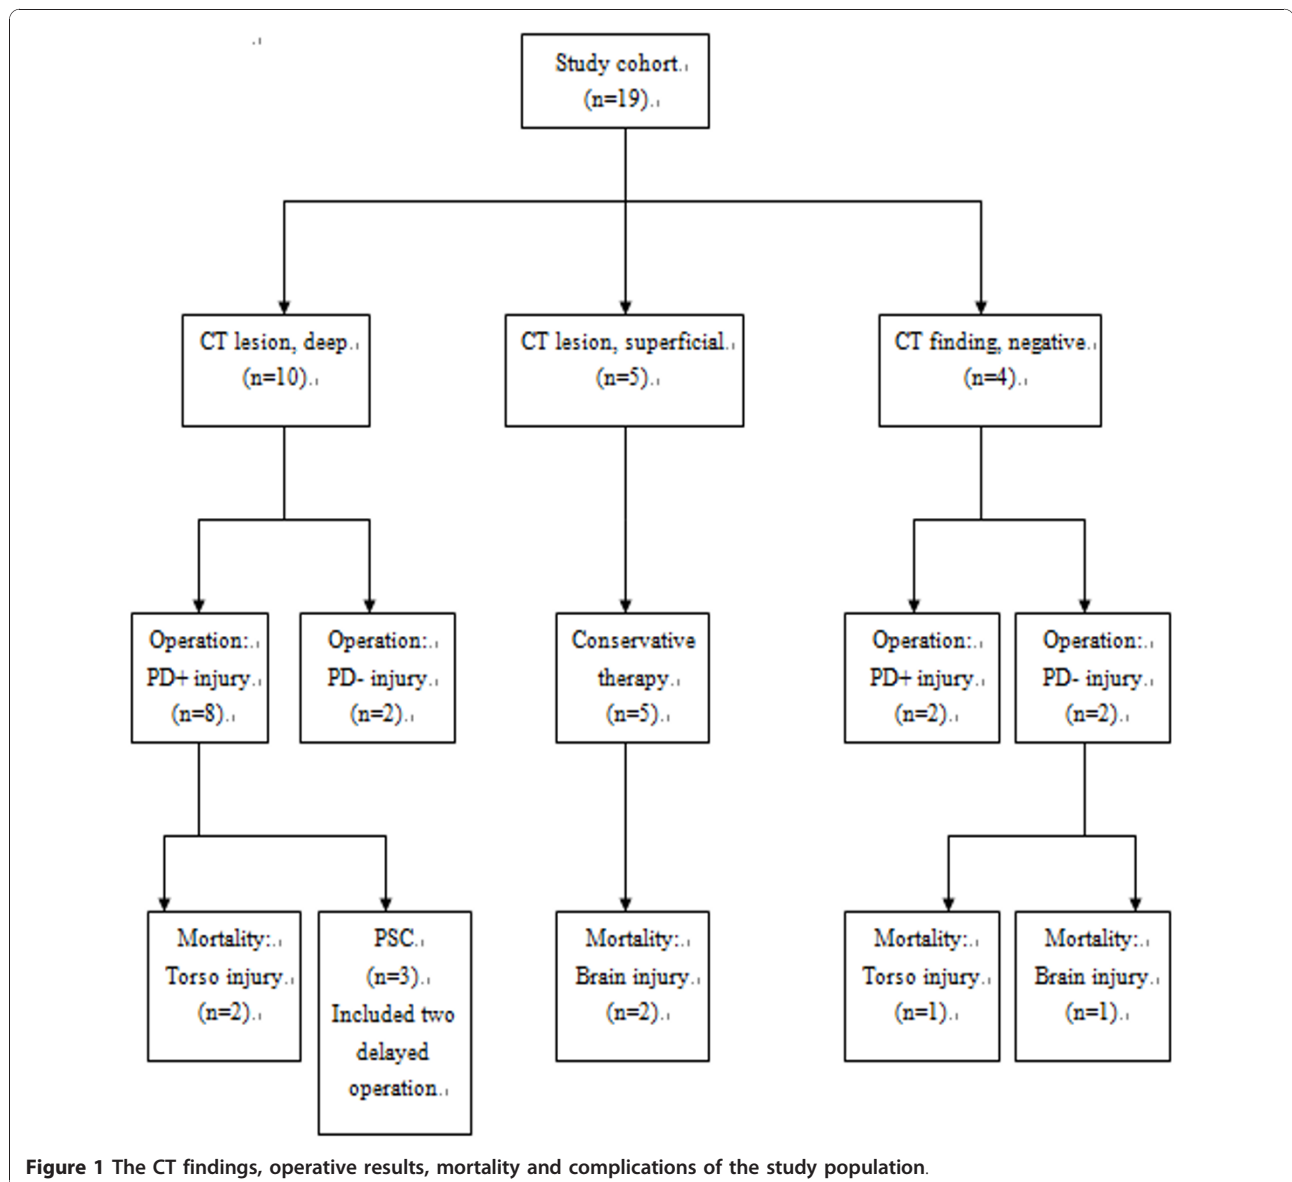 Study cohort
(n=19)
CT lesion, deep
(n=10)
CT lesion, superficial
(n=5)
CT finding, negative
(n=4)
Operation:
PD+ injury
(n=8)
Operation:
PD- injury
(n=2)
Conservative
therapy
(n=5)
Operation:
PD+ injury
(n=2)
Operation:
PD- injury
(n=2)
Mortality:
Torso injury
(n=2)
PSC
(n=3)
Included two
delayed
operation
Mortality:
Brain injury
(n=2)
Mortality:
Torso injury
(n=1)
Mortality:
Brain injury
(n=1)
Figure 1 The CT findings, operative results, mortality and complications of the study population.